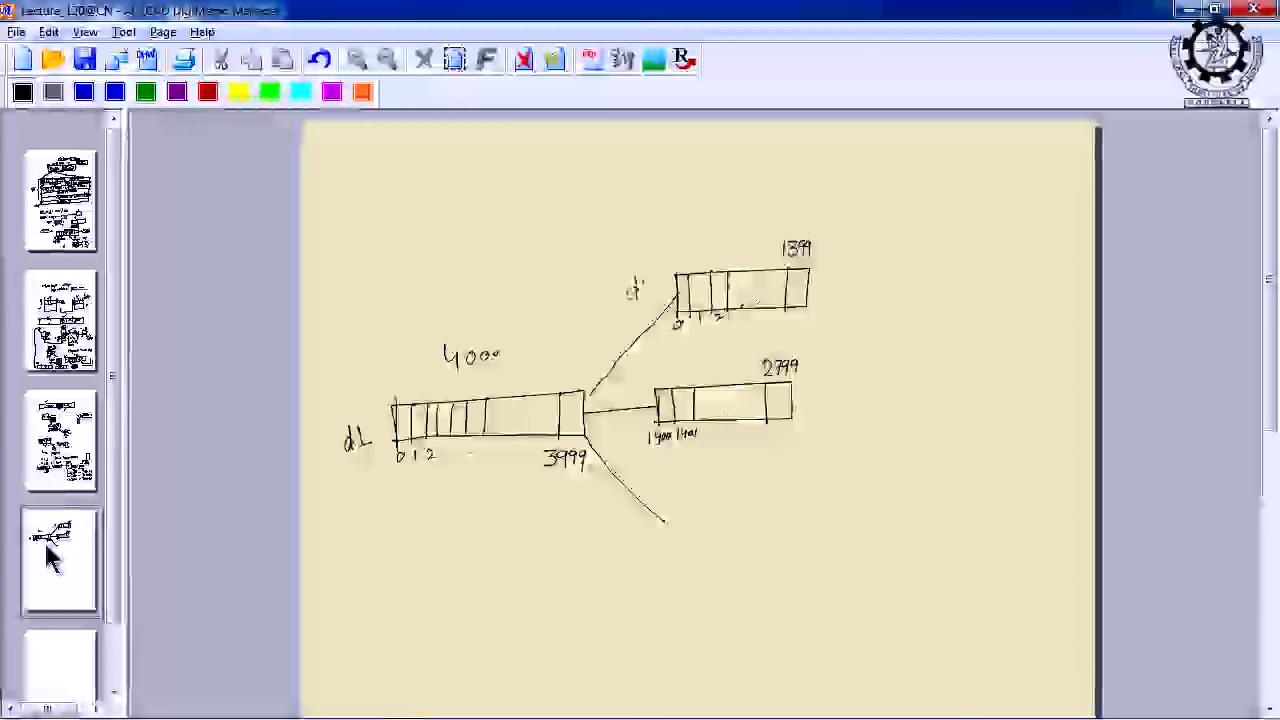 File Edit View Tool Page Help
1399
d'
0 1 2
4000
2799
1400 1401
dL
0 1 2
3999